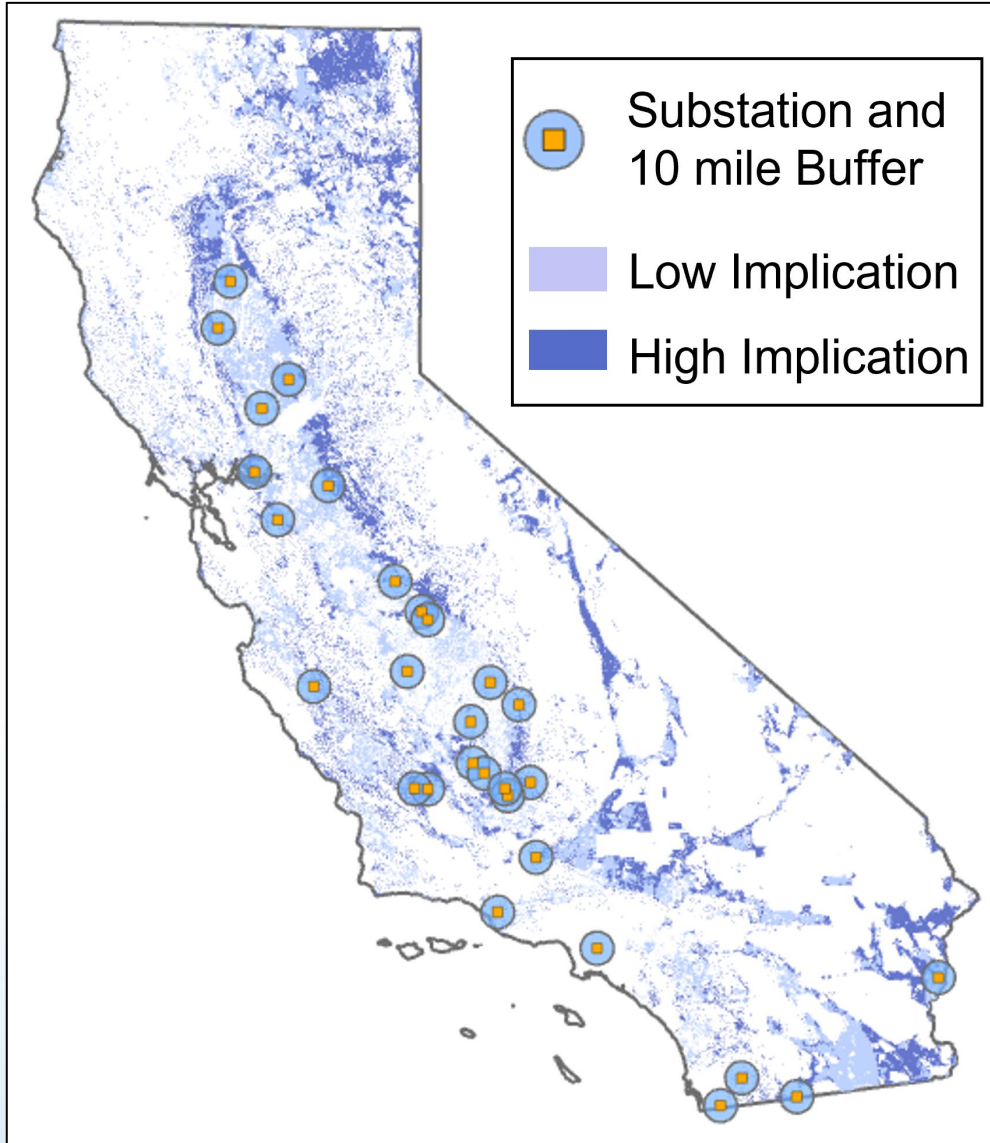 Substation and
10 mile Buffer
Low Implication
High Implication